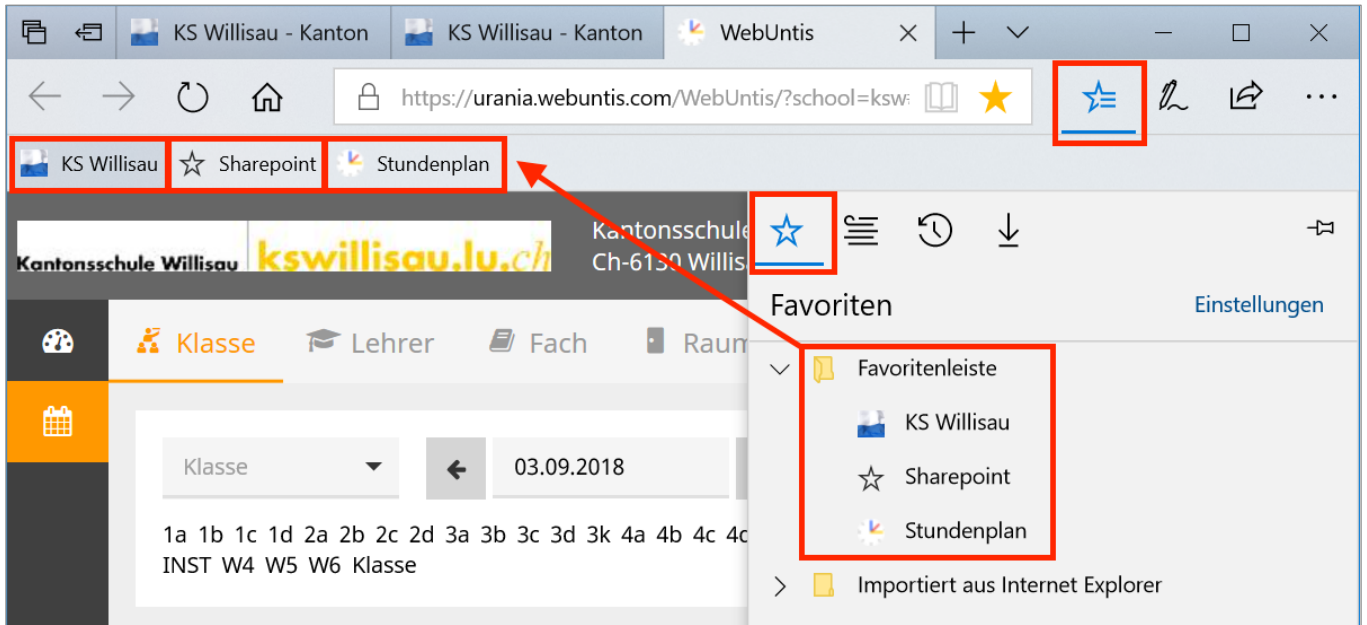 KS Willisau - Kanton
KS Willisau - Kanton
WebUntis
https://urania.webuntis.com/WebUntis/?school=ksw
KS Willisau
Sharepoint
Stundenplan
Kantonsschule Willisau
kswillisau.lu.ch
Kantonsschule
Ch-6130 Willis
Klasse
Lehrer
Fach
Raum
Klasse
03.09.2018
1a 1b 1c 1d 2a 2b 2c 2d 3a 3b 3c 3d 3k 4a 4b 4c 4d
INST W4 W5 W6 Klasse
Favoriten
Einstellungen
Favoritenleiste
KS Willisau
Sharepoint
Stundenplan
Importiert aus Internet Explorer